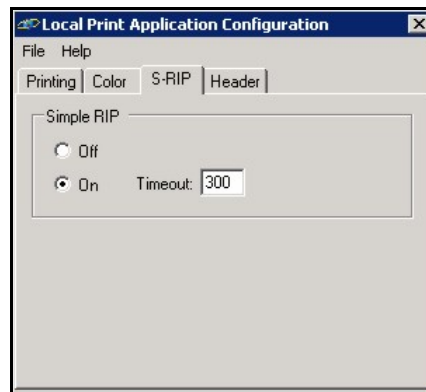 Local Print Application Configuration
File Help
Printing Color S-RIP Header
Simple RIP
Off
On Timeout: 300